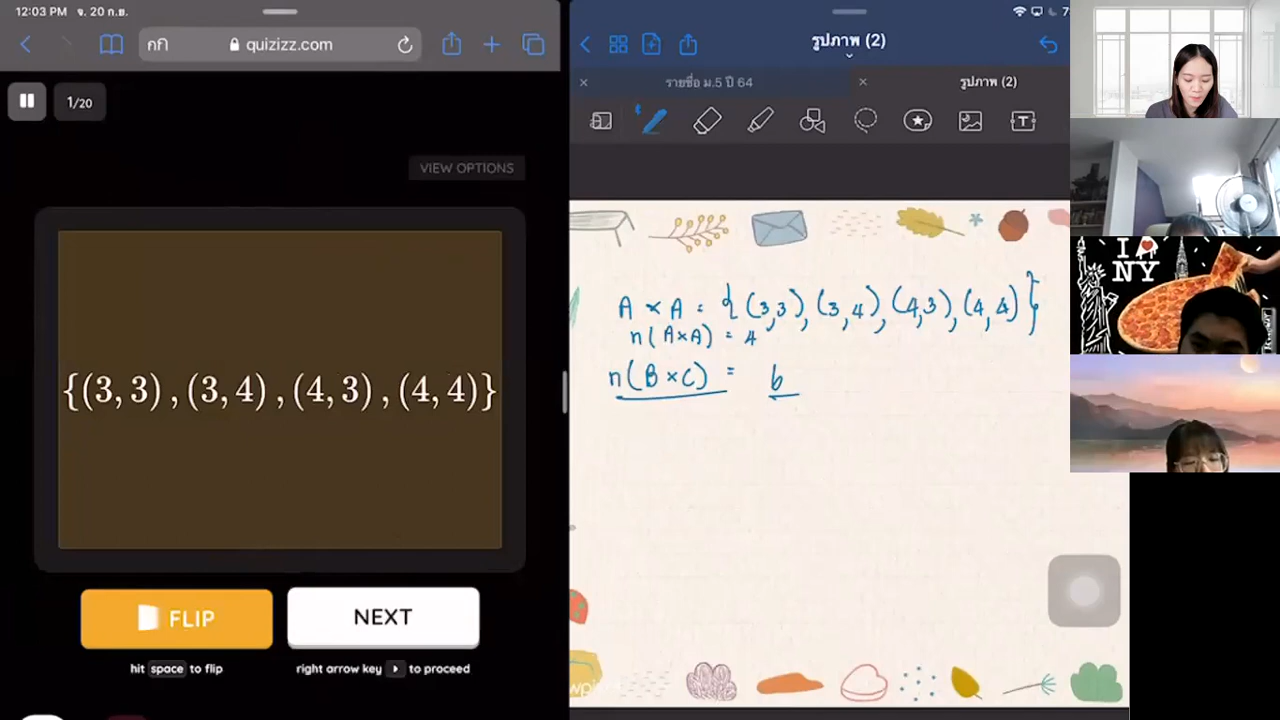 12:03 PM จ. 20 ก.ย.
กกิ quizizz.com
1/20
VIEW OPTIONS
{(3, 3) , (3, 4) , (4, 3) , (4, 4)}
FLIP
NEXT
hit space to flip
right arrow key to proceed
รูปภาพ (2)
รายชื่อ ม.5 ปี 64
รูปภาพ (2)
A × A = {(3,3), (3,4), (4,3), (4,4)}
n(A×A) = 4
n(B×C) = 6
I NY